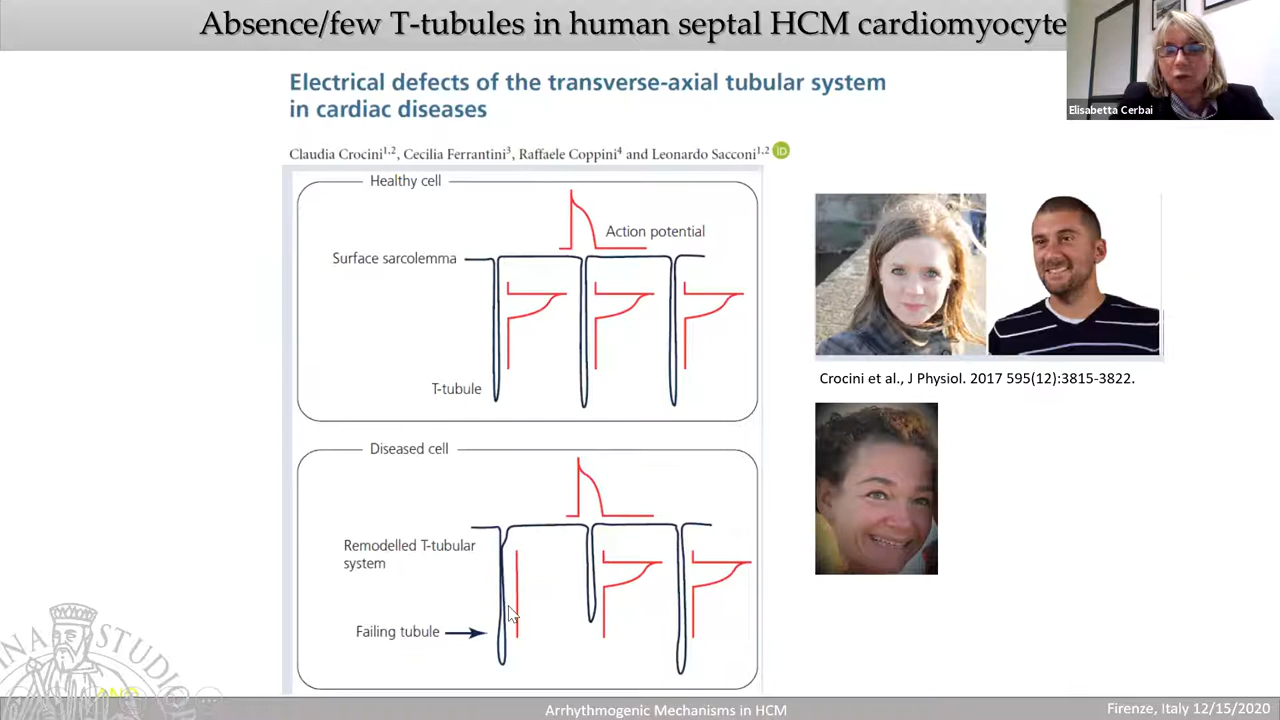 Absence/few T-tubules in human septal HCM cardiomyocyte
Elisabetta Cerbai
Electrical defects of the transverse-axial tubular system
in cardiac diseases
Claudia Crocini1,2, Cecilia Ferrantini3, Raffaele Coppini4 and Leonardo Sacconi1,2 iD
Healthy cell
Action potential
Surface sarcolemma
T-tubule
Crocini et al., J Physiol. 2017 595(12):3815-3822.
Diseased cell
Remodelled T-tubular
system
Failing tubule
Arrhythmogenic Mechanisms in HCM
Firenze, Italy 12/15/2020